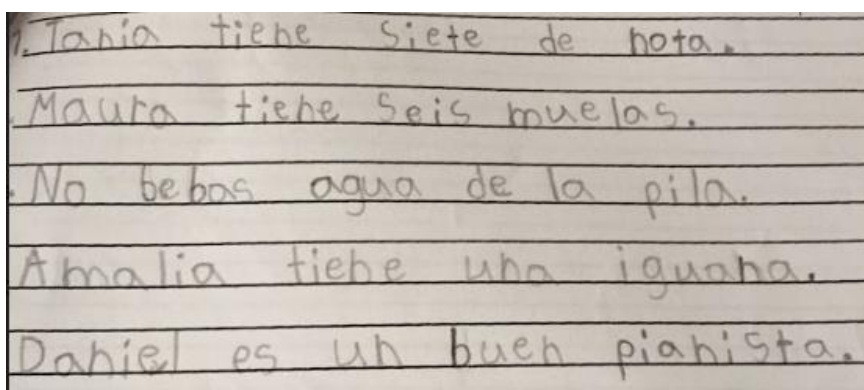 1. Tania tiene siete de nota.
. Maura tiene seis muelas.
. No bebas agua de la pila.
Amalia tiene una iguana.
Daniel es un buen pianista.